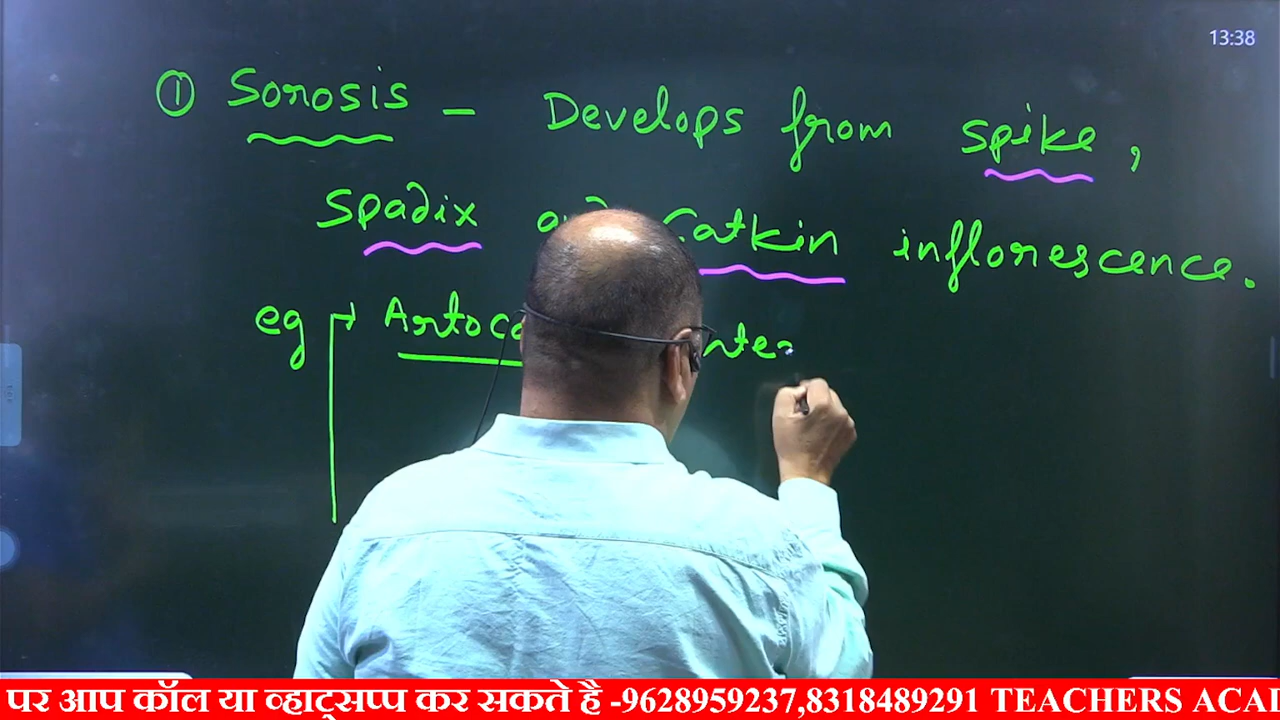 13:38
① Sorosis - Develops from spike,
spadix Catkin inflorescence.
eg
पर आप कॉल या व्हाट्सप्प कर सकते है -9628959237,8318489291 TEACHERS